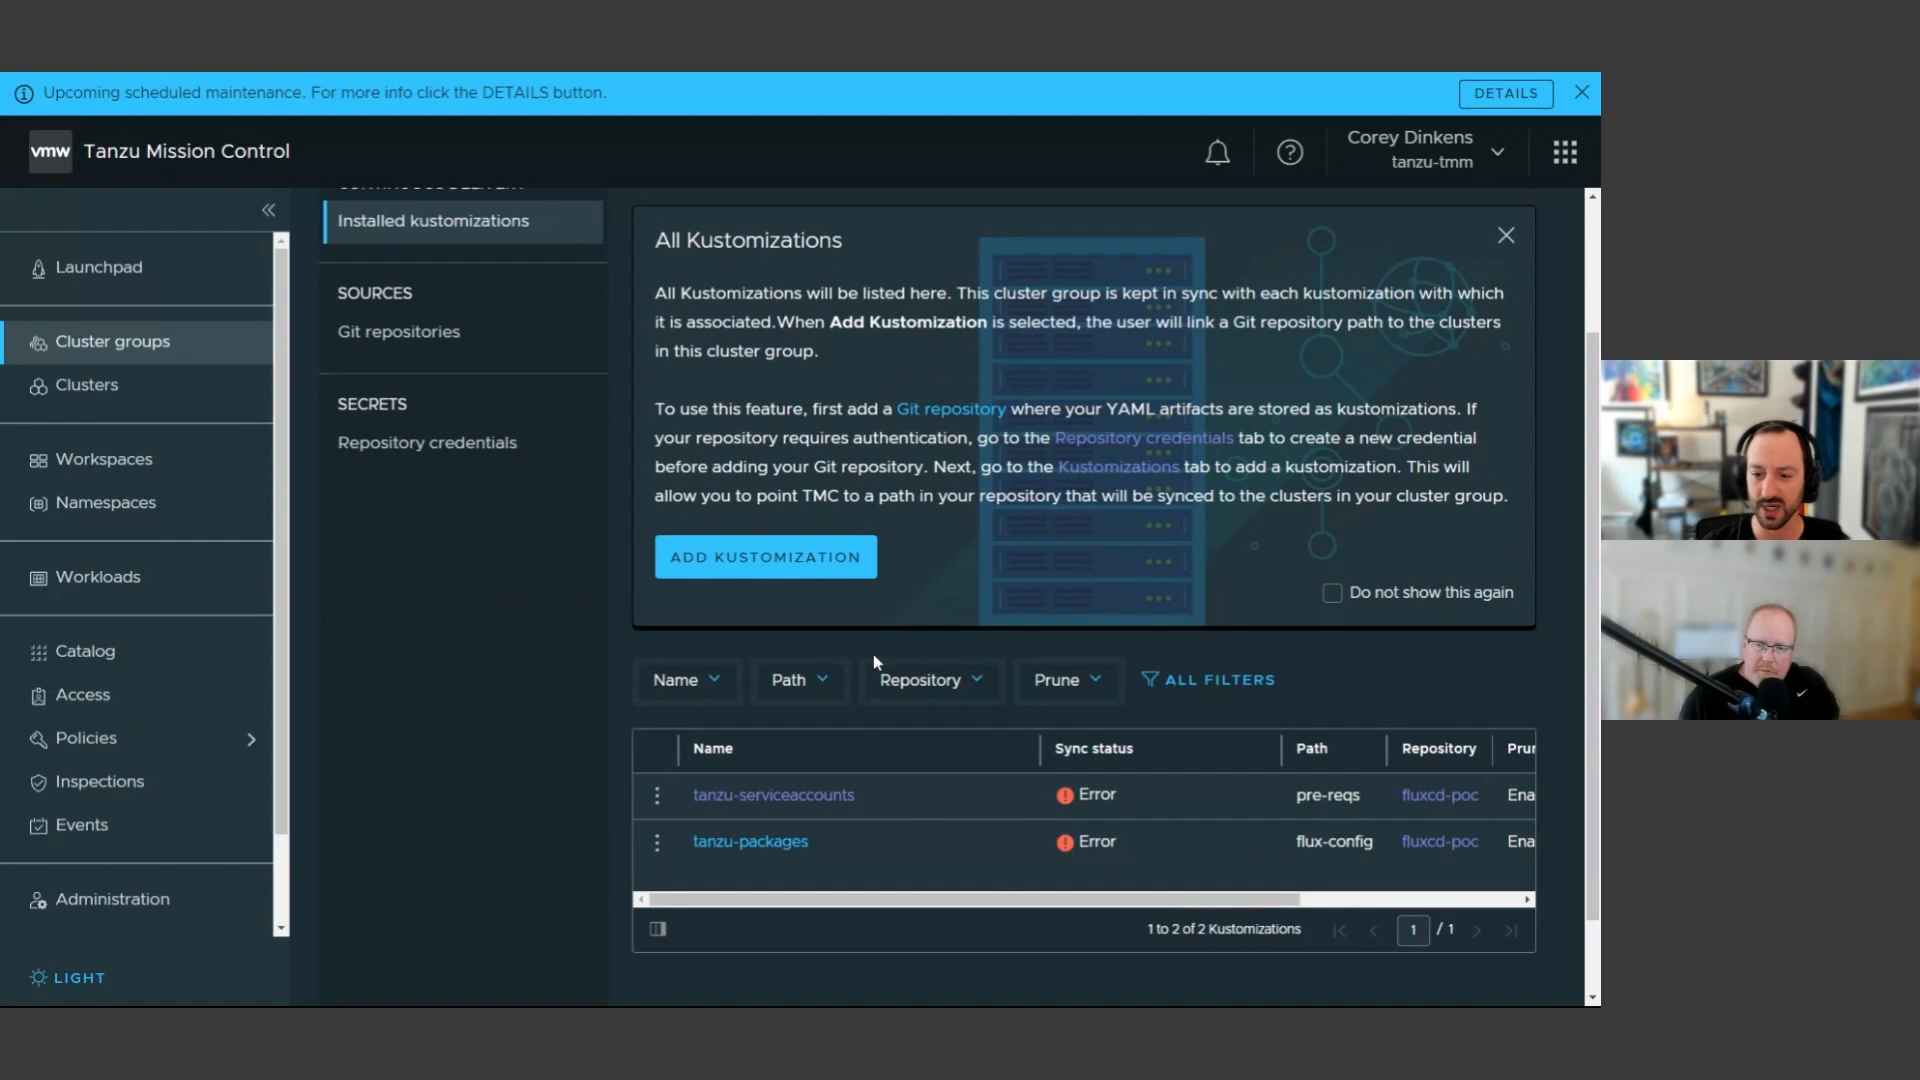 Upcoming scheduled maintenance. For more info click the DETAILS button.
DETAILS
vmw Tanzu Mission Control
Corey Dinkens
tanzu-tmm
Launchpad
Cluster groups
Clusters
Workspaces
Namespaces
Workloads
Catalog
Access
Policies
Inspections
Events
Administration
LIGHT
Installed kustomizations
SOURCES
Git repositories
SECRETS
Repository credentials
All Kustomizations
All Kustomizations will be listed here. This cluster group is kept in sync with each kustomization with which
it is associated.When Add Kustomization is selected, the user will link a Git repository path to the clusters
in this cluster group.
To use this feature, first add a Git repository where your YAML artifacts are stored as kustomizations. If
your repository requires authentication, go to the Repository credentials tab to create a new credential
before adding your Git repository. Next, go to the Kustomizations tab to add a kustomization. This will
allow you to point TMC to a path in your repository that will be synced to the clusters in your cluster group.
ADD KUSTOMIZATION
Do not show this again
Name Path Repository Prune ALL FILTERS
Name Sync status Path Repository Prun
tanzu-serviceaccounts Error pre-reqs fluxcd-poc Ena
tanzu-packages Error flux-config fluxcd-poc Ena
1 to 2 of 2 Kustomizations 1 / 1